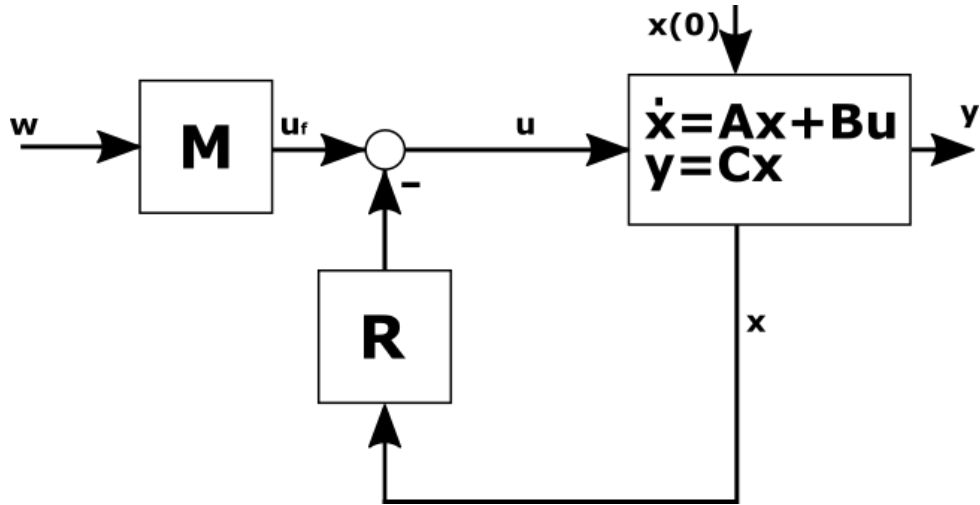 x(0)
w
M
u_f
u
ẋ=Ax+Bu
y=Cx
y
–
R
x